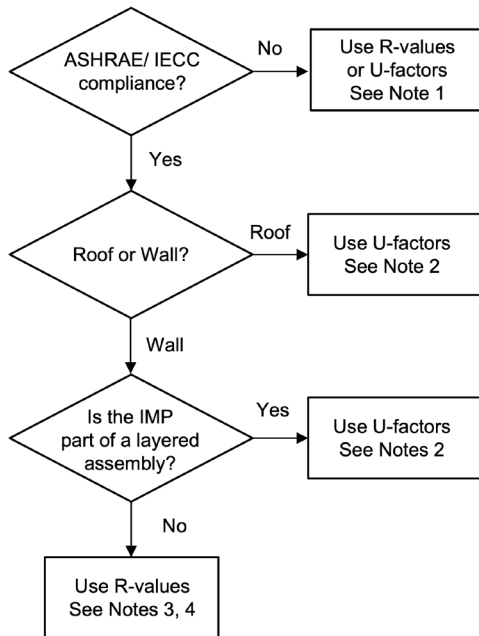 ASHRAE/ IECC
compliance?
No
Use R-values
or U-factors
See Note 1
Yes
Roof or Wall?
Roof
Use U-factors
See Note 2
Wall
Is the IMP
part of a layered
assembly?
Yes
Use U-factors
See Notes 2
No
Use R-values
See Notes 3, 4